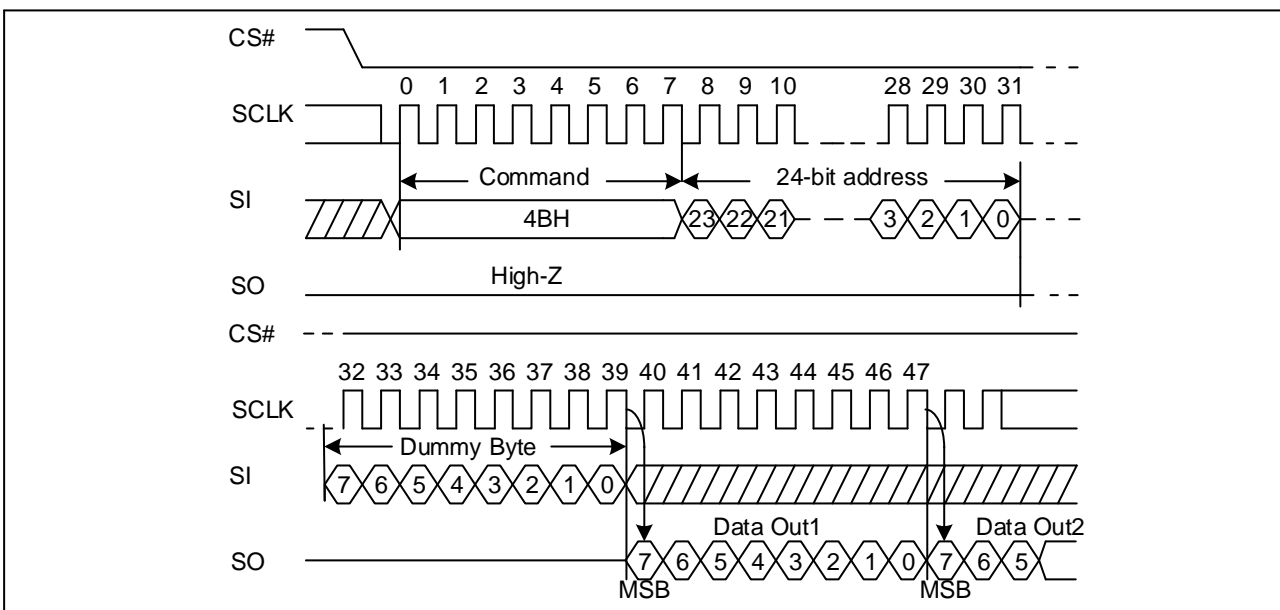 CS#
0 1 2 3 4 5 6 7 8 9 10 28 29 30 31
SCLK
Command 24-bit address
SI
4BH 23 22 21 3 2 1 0
High-Z
SO
CS#
32 33 34 35 36 37 38 39 40 41 42 43 44 45 46 47
SCLK
Dummy Byte
SI
7 6 5 4 3 2 1 0
Data Out1 Data Out2
SO
7 6 5 4 3 2 1 0 7 6 5
MSB MSB